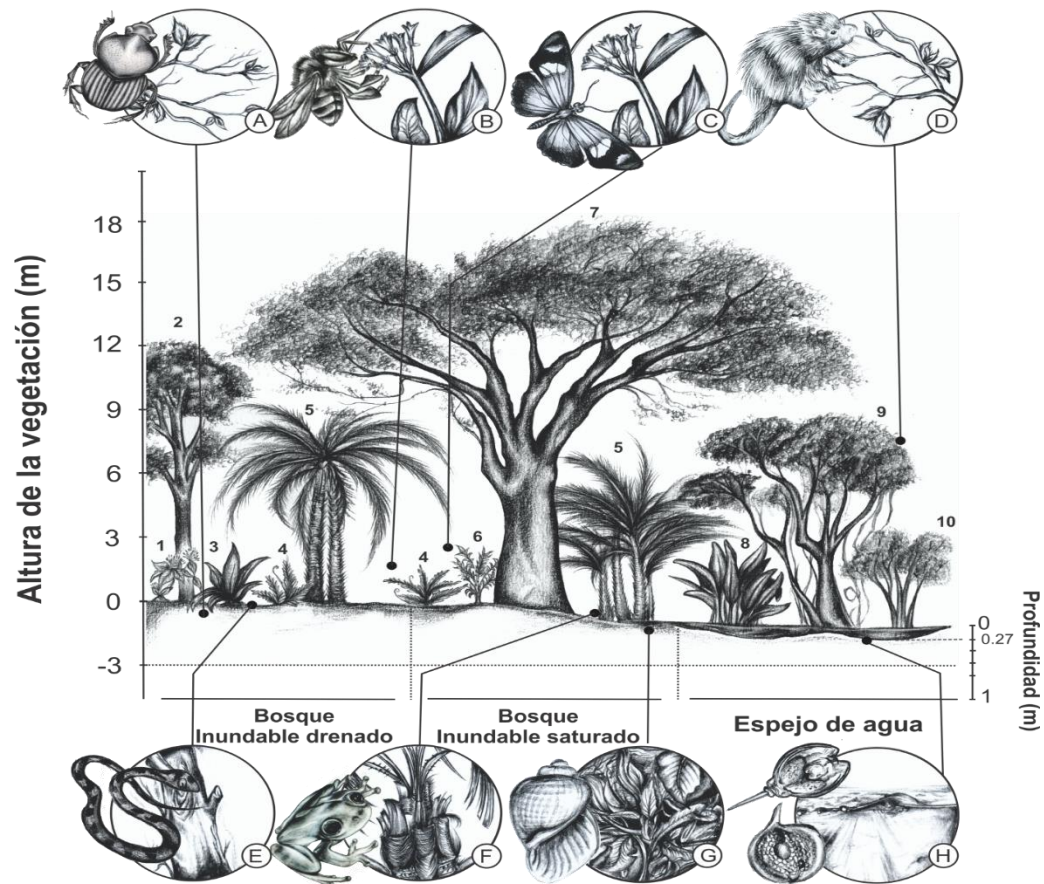 A
B
C
D
Altura de la vegetación (m)
18
15
12
9
6
3
0
-3
1
2
3
4
5
4
6
7
5
8
9
10
0
0.27
1
Profundidad (m)
Bosque
Inundable drenado
Bosque
Inundable saturado
Espejo de agua
E
F
G
H